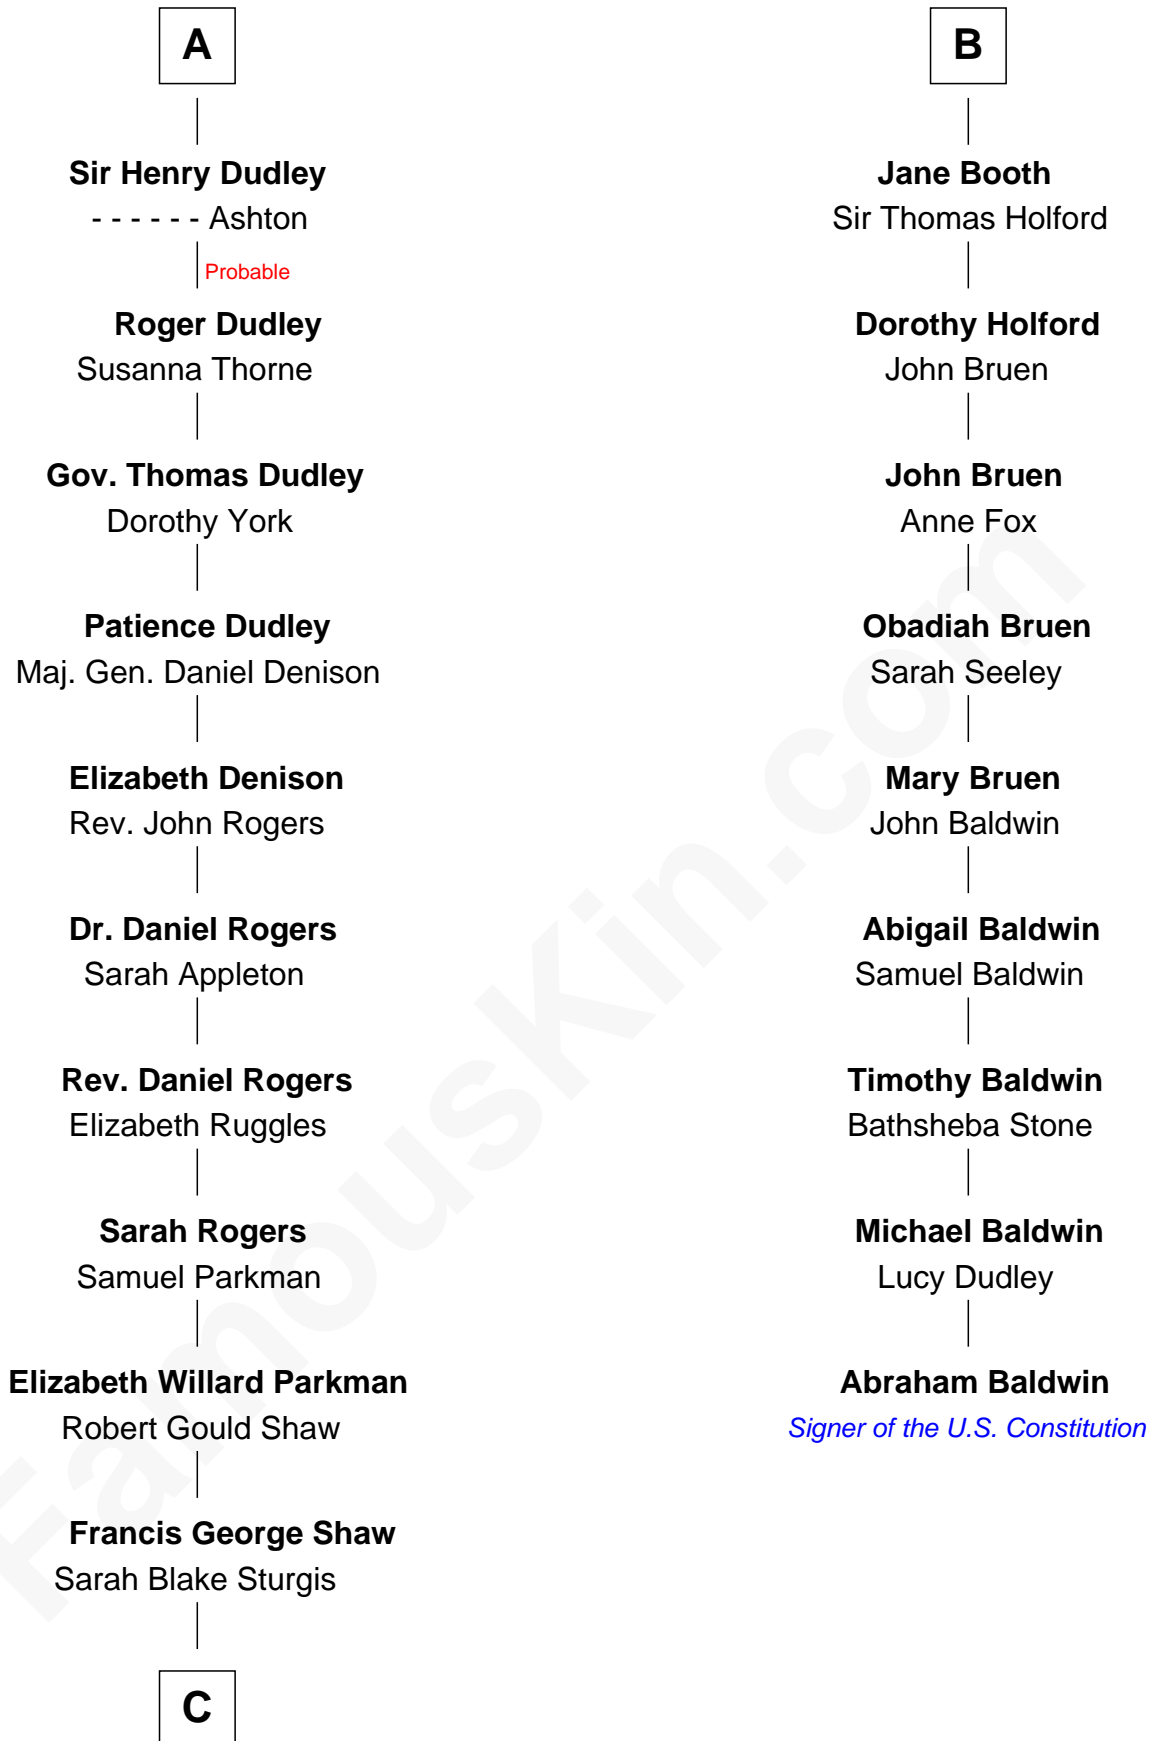 A
Sir Henry Dudley
- - - - - - Ashton
Probable
Roger Dudley
Susanna Thorne
Gov. Thomas Dudley
Dorothy York
Patience Dudley
Maj. Gen. Daniel Denison
Elizabeth Denison
Rev. John Rogers
Dr. Daniel Rogers
Sarah Appleton
Rev. Daniel Rogers
Elizabeth Ruggles
Sarah Rogers
Samuel Parkman
Elizabeth Willard Parkman
Robert Gould Shaw
Francis George Shaw
Sarah Blake Sturgis
C
B
Jane Booth
Sir Thomas Holford
Dorothy Holford
John Bruen
John Bruen
Anne Fox
Obadiah Bruen
Sarah Seeley
Mary Bruen
John Baldwin
Abigail Baldwin
Samuel Baldwin
Timothy Baldwin
Bathsheba Stone
Michael Baldwin
Lucy Dudley
Abraham Baldwin
Signer of the U.S. Constitution
FamousKin.com